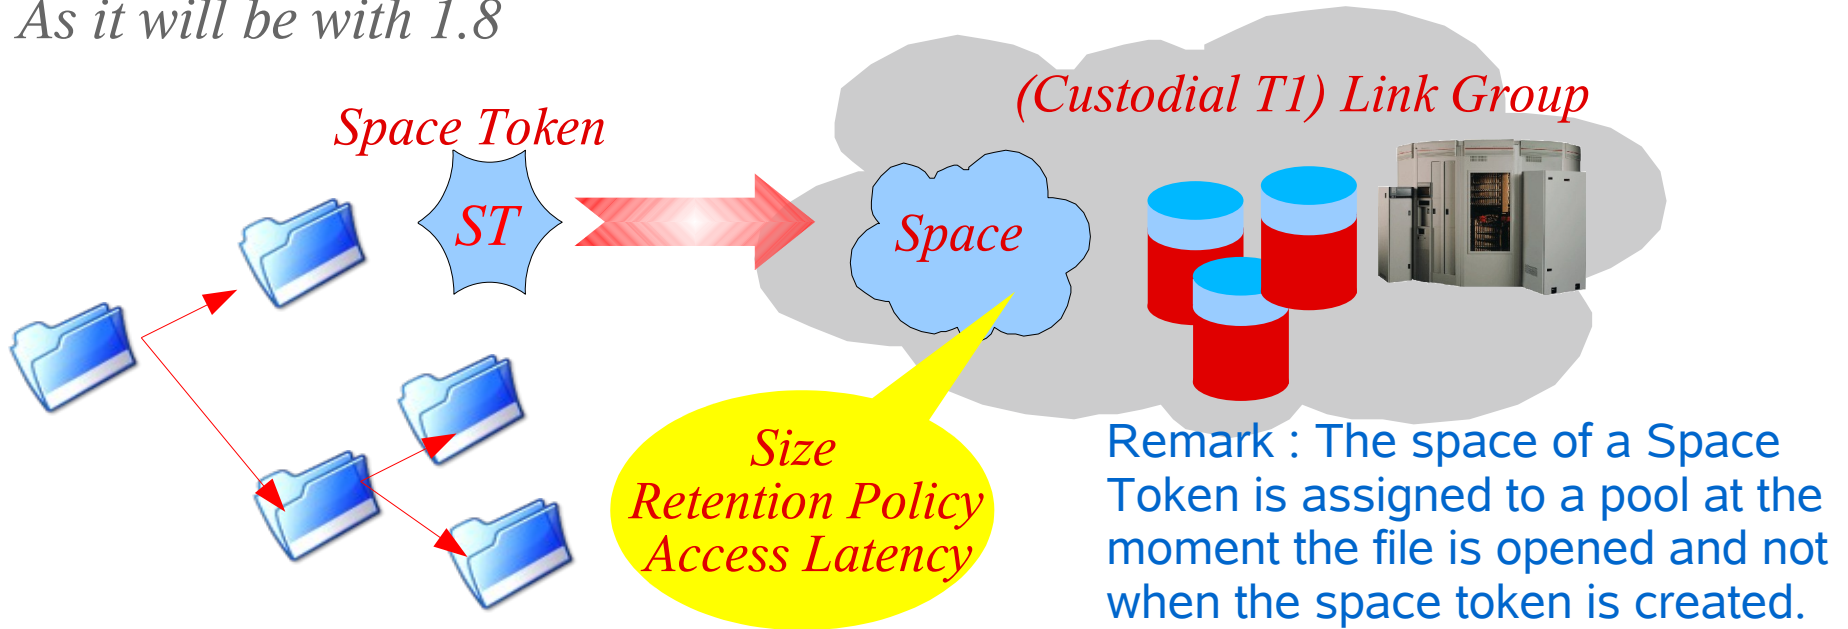 As it will be with 1.8
(Custodial T1) Link Group
Space Token
ST
Space
Size
Retention Policy
Access Latency
Remark : The space of a Space
Token is assigned to a pool at the
moment the file is opened and not
when the space token is created.